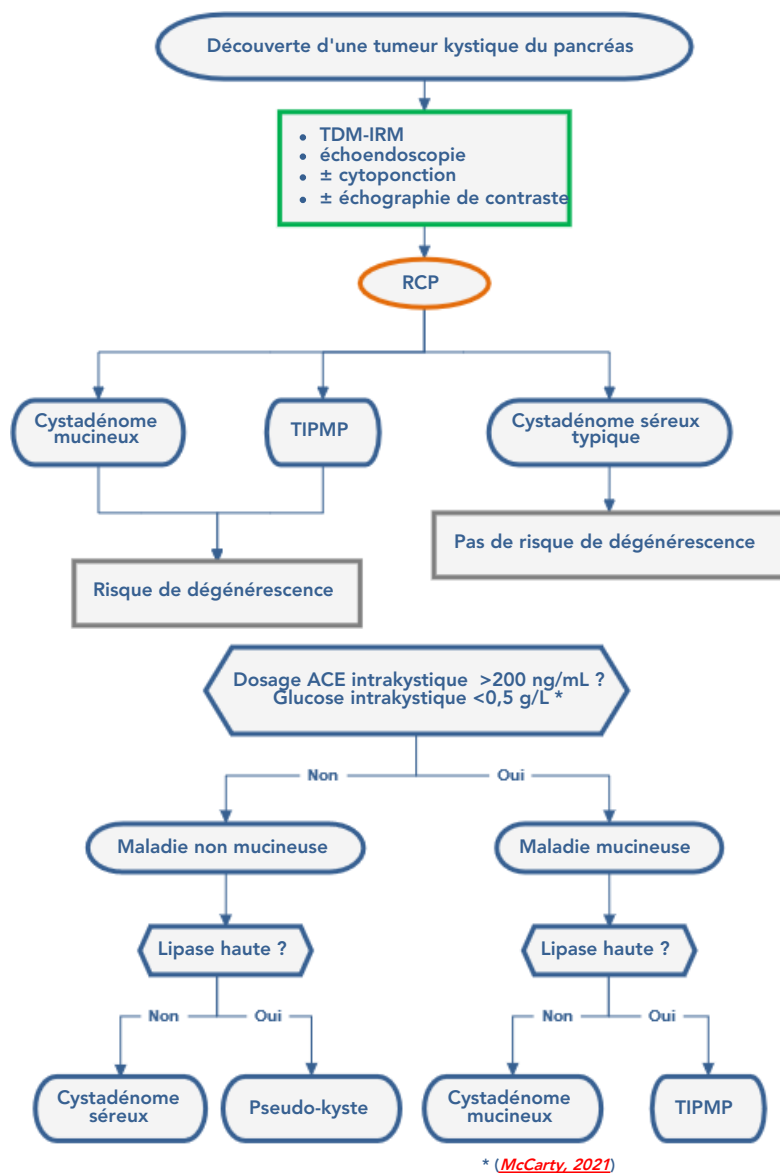 Découverte d'une tumeur kystique du pancréas
• TDM-IRM
• échoendoscopie
• ± cytoponction
• ± échographie de contraste
RCP
Cystadénome
mucineux
TIPMP
Cystadénome séreux
typique
Pas de risque de dégénérescence
Risque de dégénérescence
Dosage ACE intrakystique >200 ng/mL ?
Glucose intrakystique <0,5 g/L *
Non
Oui
Maladie non mucineuse
Maladie mucineuse
Lipase haute ?
Lipase haute ?
Non
Oui
Non
Oui
Cystadénome
séreux
Pseudo-kyste
Cystadénome
mucineux
TIPMP
* (McCarty, 2021)